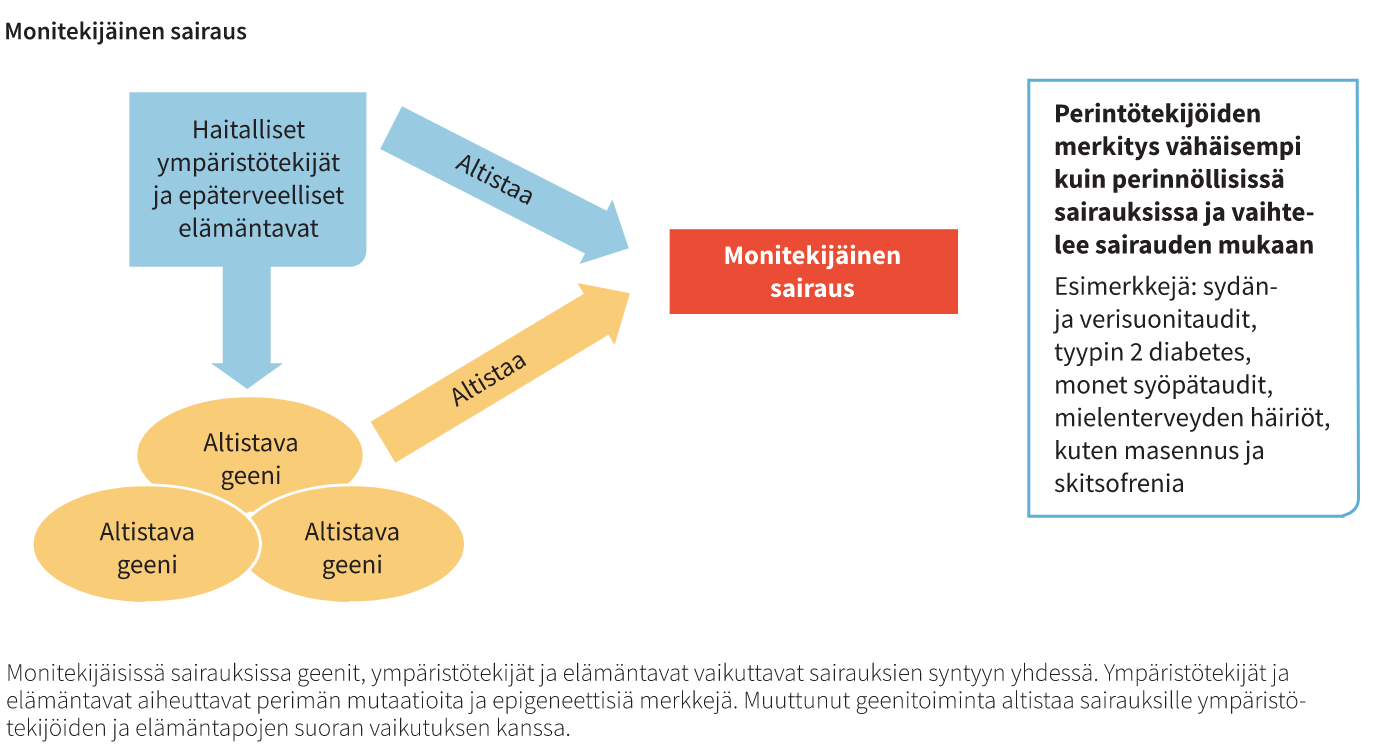 Monitekijäinen sairaus
Haitalliset
ympäristötekijät
ja epäterveelliset
elämäntavat
Altistaa
Altistaa
Altistava
geeni
Altistava
geeni
Altistava
geeni
Monitekijäinen
sairaus
Perintötekijöiden
merkitys vähäisempi
kuin perinnöllisissä
sairauksissa ja vaihte-
lee sairauden mukaan
Esimerkkejä: sydän-
ja verisuonitaudit,
tyypin 2 diabetes,
monet syöpätaudit,
mielenterveyden häiriöt,
kuten masennus ja
skitsofrenia
Monitekijäisissä sairauksissa geenit, ympäristötekijät ja elämäntavat vaikuttavat sairauksien syntyyn yhdessä. Ympäristötekijät ja
elämäntavat aiheuttavat perimän mutaatioita ja epigeneettisiä merkkejä. Muuttunut geenitoiminta altistaa sairauksille ympäristö-
tekijöiden ja elämäntapojen suoran vaikutuksen kanssa.